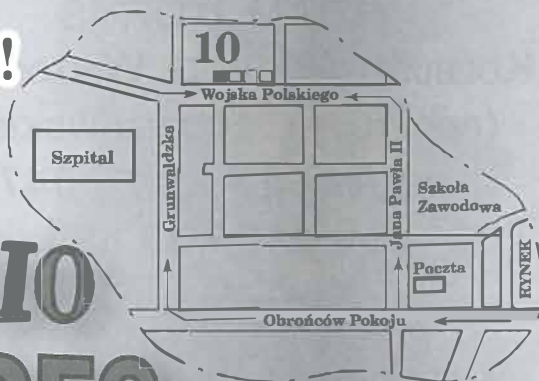 !
10
Wojska Polskiego
Szpital
Grunwaldzka
Jana Pawła II
Szkoła
Zawodowa
RYNEK
Poczta
IO
Obrońców Pokoju